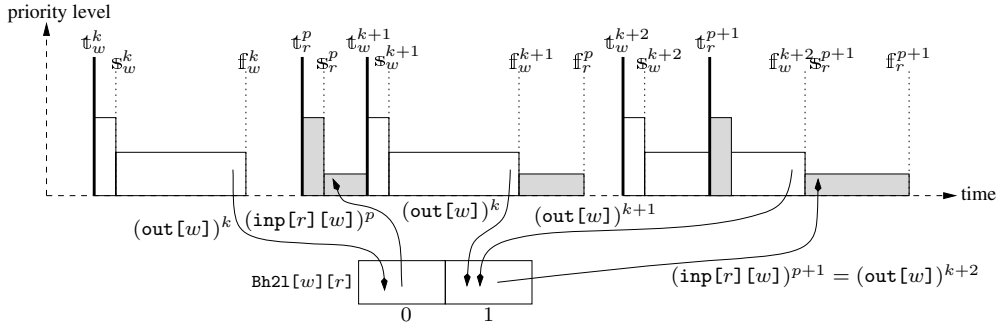 priority level
𝕥_w^k 𝕥_r^p 𝕥_w^{k+1} 𝕥_w^{k+2} 𝕥_r^{p+1}
𝕤_w^k 𝕗_w^k 𝕤_r^p 𝕤_w^{k+1} 𝕗_w^{k+1} 𝕗_r^p 𝕤_w^{k+2} 𝕗_w^{k+2} 𝕤_r^{p+1} 𝕗_r^{p+1}
time
(out[w])^k (inp[r][w])^p (out[w])^k (out[w])^{k+1}
Bh2l[w][r] (inp[r][w])^{p+1} = (out[w])^{k+2}
0 1